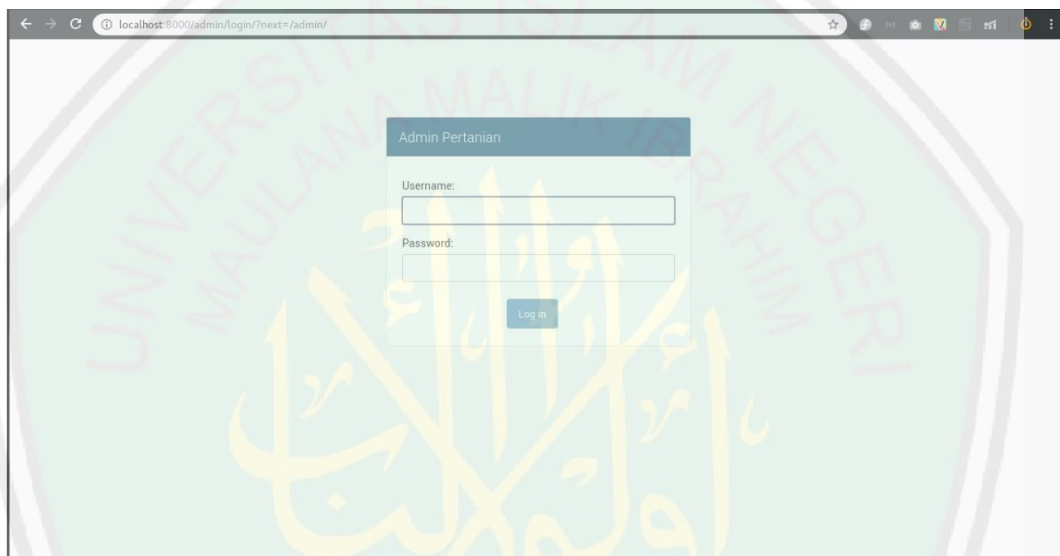 localhost:8000/admin/login/?next=/admin/
UNIVERSITAS ISLAM NEGERI
MAULANA MALIK IBRAHIM
Admin Pertanian
Username:
Password:
Log in